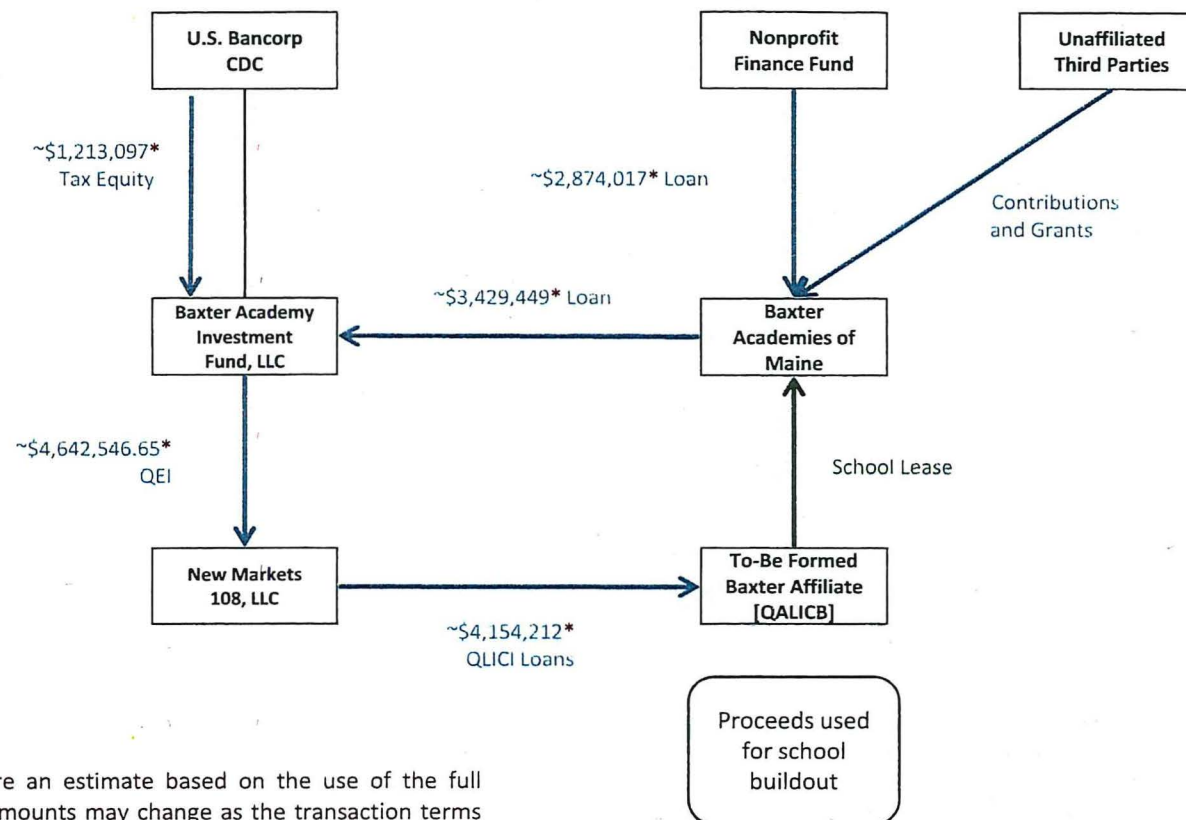 U.S. Bancorp
CDC
Nonprofit
Finance Fund
Unaffiliated
Third Parties
~$1,213,097*
Tax Equity
~$2,874,017* Loan
Contributions
and Grants
~$3,429,449* Loan
Baxter Academy
Investment
Fund, LLC
Baxter
Academies of
Maine
~$4,642,546.65*
QEI
School Lease
New Markets
108, LLC
To-Be Formed
Baxter Affiliate
[QALICB]
~$4,154,212*
QLICI Loans
Proceeds used
for school
buildout
an estimate based on the use of the full
mounts may change as the transaction terms